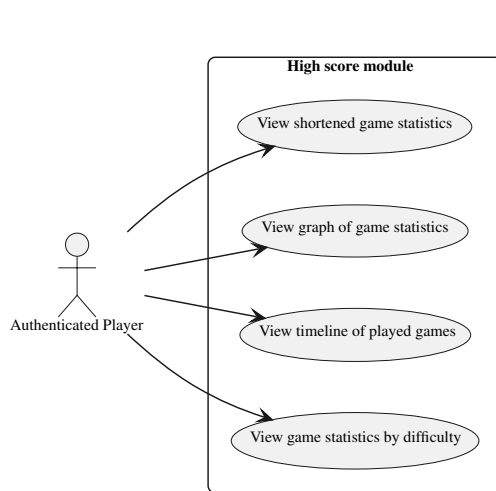 High score module
View shortened game statistics
View graph of game statistics
Authenticated Player
View timeline of played games
View game statistics by difficulty